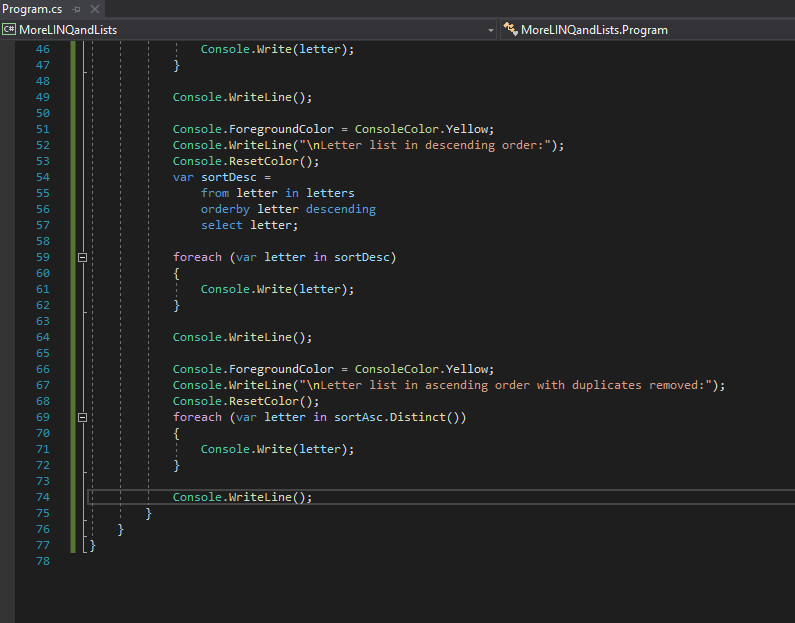 Program.cs
C# MoreLINQandLists MoreLINQandLists.Program
46 Console.Write(letter);
47 }
48
49 Console.WriteLine();
50
51 Console.ForegroundColor = ConsoleColor.Yellow;
52 Console.WriteLine("\nLetter list in descending order:");
53 Console.ResetColor();
54 var sortDesc =
55 from letter in letters
56 orderby letter descending
57 select letter;
58
59 foreach (var letter in sortDesc)
60 {
61 Console.Write(letter);
62 }
63
64 Console.WriteLine();
65
66 Console.ForegroundColor = ConsoleColor.Yellow;
67 Console.WriteLine("\nLetter list in ascending order with duplicates removed:");
68 Console.ResetColor();
69 foreach (var letter in sortAsc.Distinct())
70 {
71 Console.Write(letter);
72 }
73
74 Console.WriteLine();
75 }
76 }
77 }
78